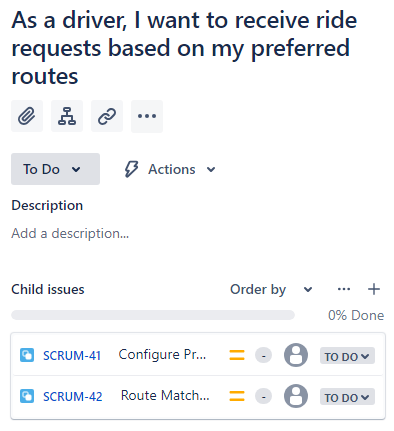 As a driver, I want to receive ride
requests based on my preferred
routes
To Do
Actions
Description
Add a description...
Child issues
Order by
0% Done
SCRUM-41 Configure Pr... - TO DO
SCRUM-42 Route Match... - TO DO